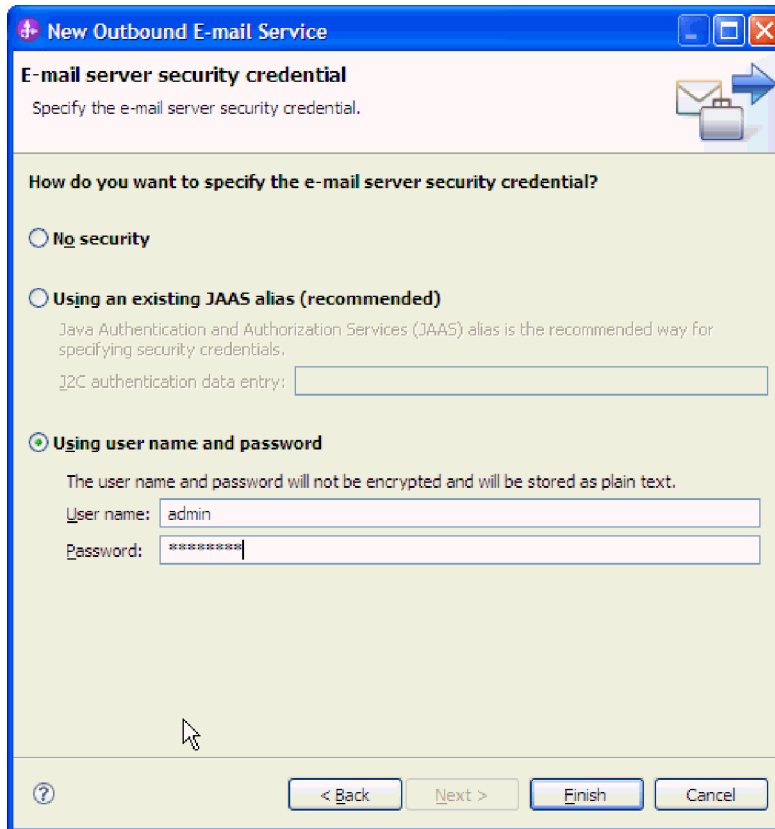 New Outbound E-mail Service
E-mail server security credential
Specify the e-mail server security credential.
How do you want to specify the e-mail server security credential?
No security
Using an existing JAAS alias (recommended)
Java Authentication and Authorization Services (JAAS) alias is the recommended way for
specifying security credentials.
J2C authentication data entry:
Using user name and password
The user name and password will not be encrypted and will be stored as plain text.
User name: admin
Password: ********
? < Back Next > Finish Cancel